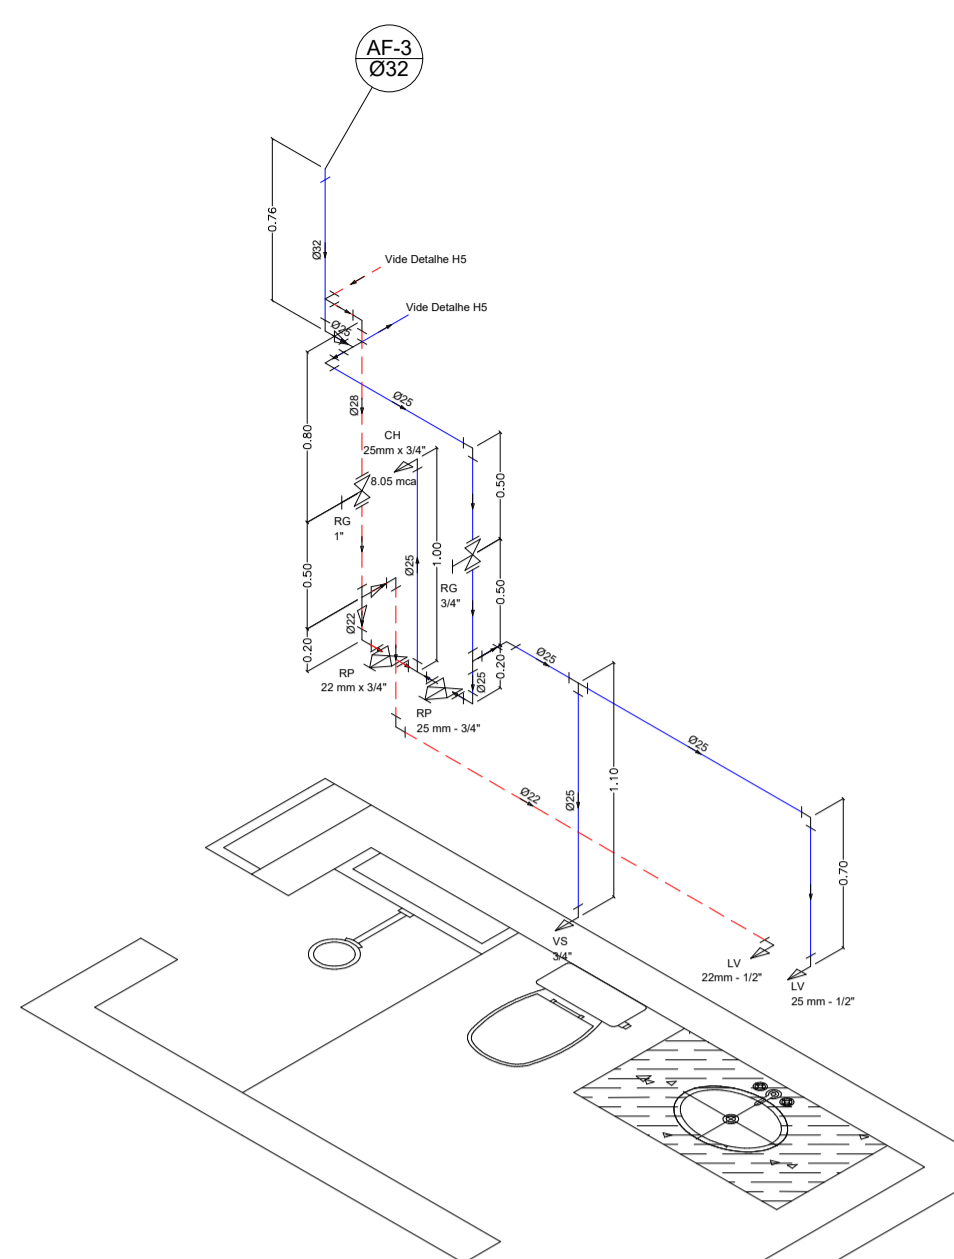 AF-3
Ø32
0.76
Ø32
Vide Detalhe H5
Vide Detalhe H5
Ø25
Ø28
Ø25
0.80
CH
25mm x 3/4"
8.05 mca
0.50
RG
1"
1.00
Ø25
RG
3/4"
0.50
0.50
Ø22
0.20
0.20
Ø25
Ø25
RP
22 mm x 3/4"
RP
25 mm - 3/4"
Ø25
Ø22
Ø25
1.10
0.70
VS
3/4"
LV
22mm - 1/2"
LV
25 mm - 1/2"